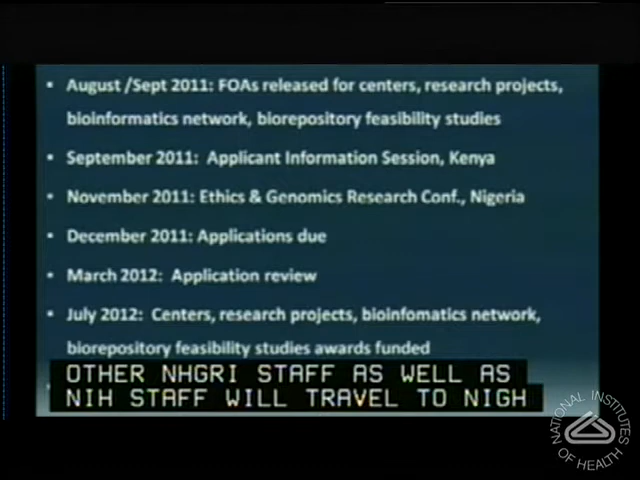 • August /Sept 2011: FOAs released for centers, research projects,
bioinformatics network, biorepository feasibility studies
• September 2011: Applicant Information Session, Kenya
• November 2011: Ethics & Genomics Research Conf., Nigeria
• December 2011: Applications due
• March 2012: Application review
• July 2012: Centers, research projects, bioinfomatics network,
biorepository feasibility studies awards funded
OTHER NHGRI STAFF AS WELL AS
NIH STAFF WILL TRAVEL TO NIGH
NATIONAL INSTITUTES
OF HEALTH